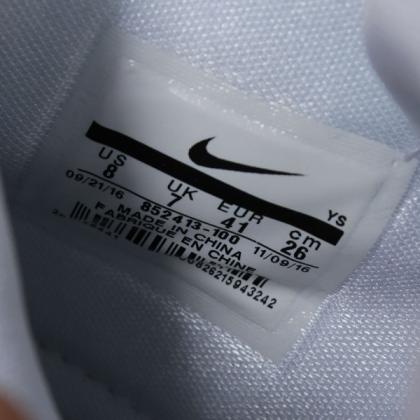 YS
US UK EUR cm
8 7 41 26
09/21/16 852413-100 11/09/16
MADE IN CHINA
FABRIQUE EN CHINE